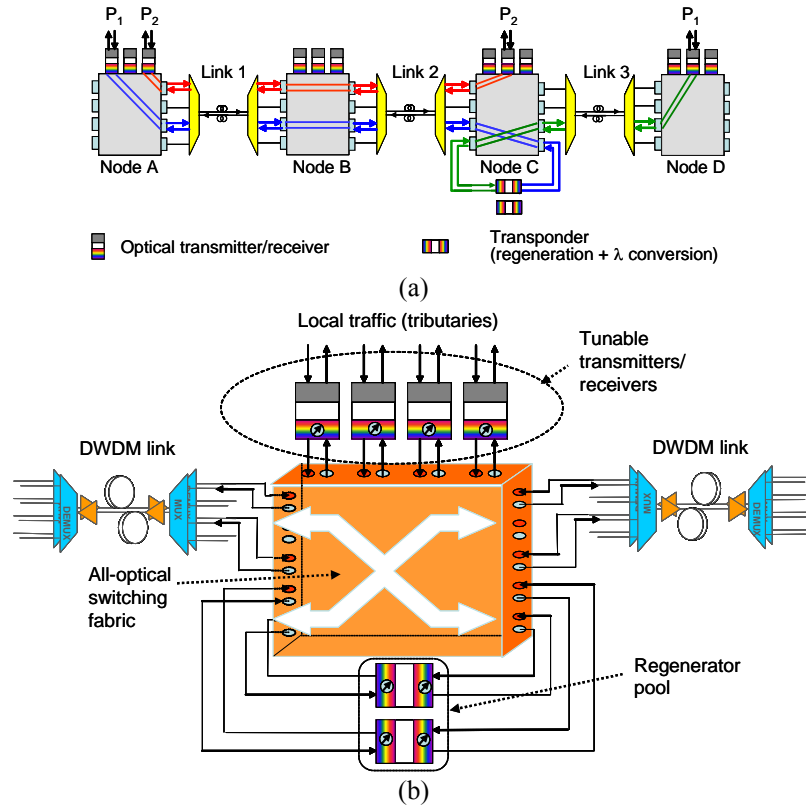 P1 P2 P2 P1
Link 1 Link 2 Link 3
Node A Node B Node C Node D
Optical transmitter/receiver
Transponder
(regeneration + λ conversion)
(a)
Local traffic (tributaries)
Tunable
transmitters/
receivers
DWDM link
DWDM link
DEMUX
MUX
MUX
DEMUX
All-optical
switching
fabric
Regenerator
pool
(b)